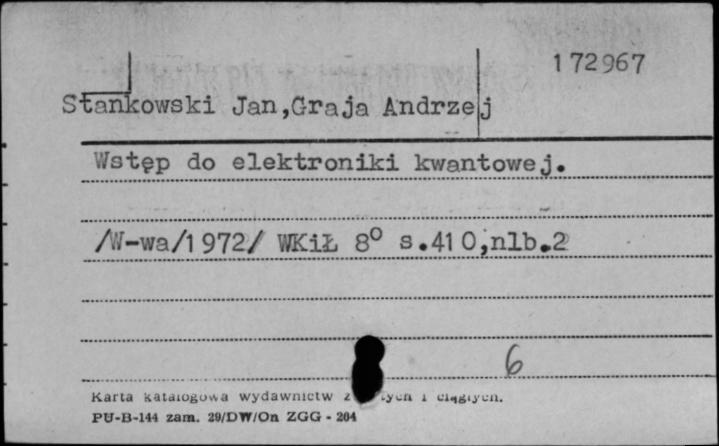 172967
Stankowski Jan,Graja Andrzej
Wstęp do elektroniki kwantowej.
/W-wa/1972/ WKiŁ 8° s.410,nlb.2
6
Karta katalogowa wydawnictw i ciągłych.
PU-B-144 zam. 29/DW/On ZGG - 204